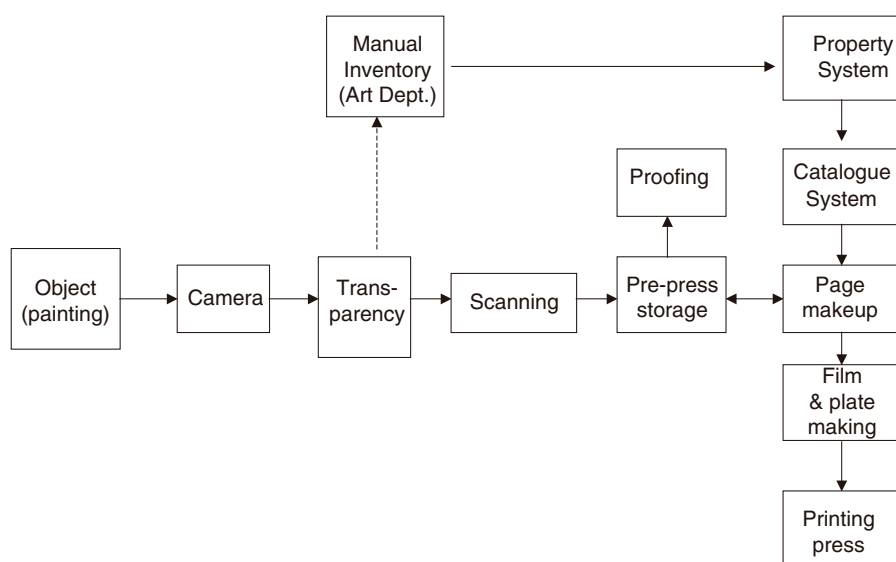 Manual
Inventory
(Art Dept.)
Property
System
Proofing
Catalogue
System
Object
(painting)
Camera
Trans-
parency
Scanning
Pre-press
storage
Page
makeup
Film
& plate
making
Printing
press